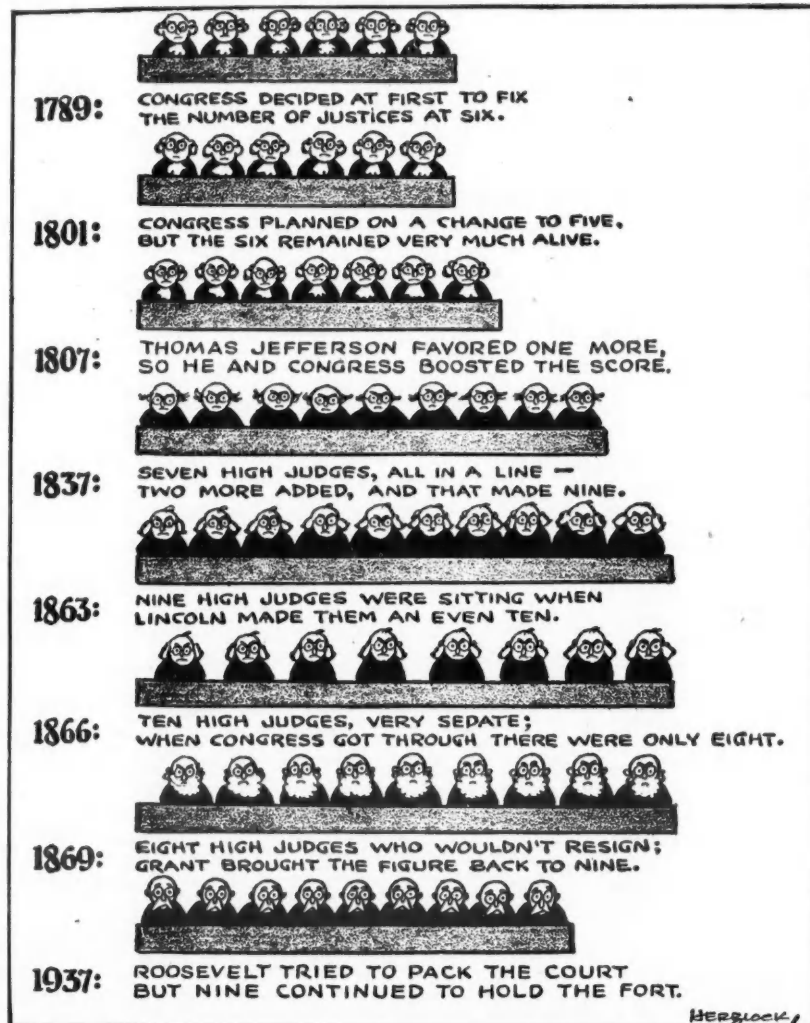 1789: CONGRESS DECIDED AT FIRST TO FIX
THE NUMBER OF JUSTICES AT SIX.
1801: CONGRESS PLANNED ON A CHANGE TO FIVE,
BUT THE SIX REMAINED VERY MUCH ALIVE.
1807: THOMAS JEFFERSON FAVORED ONE MORE,
SO HE AND CONGRESS BOOSTED THE SCORE.
1837: SEVEN HIGH JUDGES, ALL IN A LINE —
TWO MORE ADDED, AND THAT MADE NINE.
1863: NINE HIGH JUDGES WERE SITTING WHEN
LINCOLN MADE THEM AN EVEN TEN.
1866: TEN HIGH JUDGES, VERY SEDATE;
WHEN CONGRESS GOT THROUGH THERE WERE ONLY EIGHT.
1869: EIGHT HIGH JUDGES WHO WOULDN'T RESIGN;
GRANT BROUGHT THE FIGURE BACK TO NINE.
1937: ROOSEVELT TRIED TO PACK THE COURT
BUT NINE CONTINUED TO HOLD THE FORT.
HERBLOCK